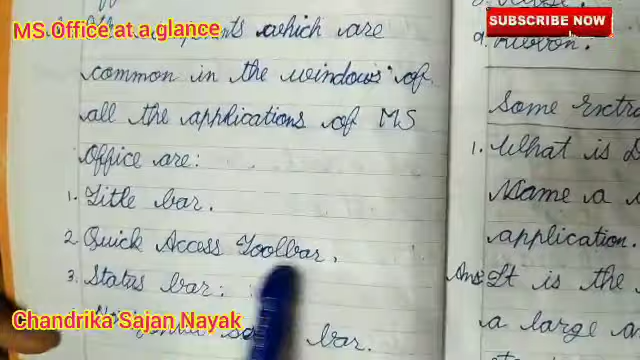 MS Office at a glance
SUBSCRIBE NOW
which are
common in the windows of
all the applications of MS
Office are:
1. Title bar.
2. Quick Access Toolbar.
3. Status bar.
bar.
Chandrika Sajan Nayak
9. Ribbon.
Some Extra
1. What is
Name a
application.
Ans: It is the
a large